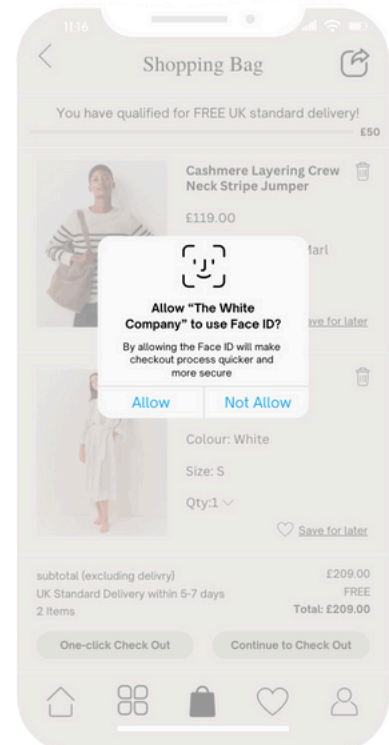 11:16
Shopping Bag
You have qualified for FREE UK standard delivery!
£50
Cashmere Layering Crew
Neck Stripe Jumper
£119.00
Marl
Allow “The White
Company” to use Face ID?
By allowing the Face ID will make
checkout process quicker and
more secure
Allow
Not Allow
Save for later
Colour: White
Size: S
Qty:1
Save for later
subtotal (excluding delivry)
£209.00
UK Standard Delivery within 5-7 days
FREE
2 Items
Total: £209.00
One-click Check Out
Continue to Check Out